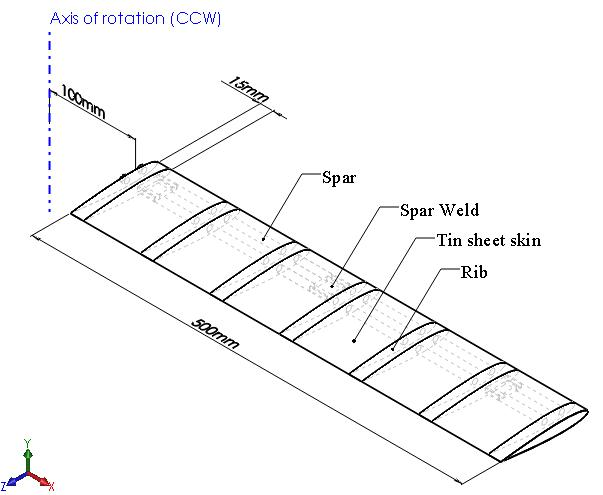 Axis of rotation (CCW)
15mm
100mm
Spar
Spar Weld
Tin sheet skin
Rib
500mm
Y
Z
X